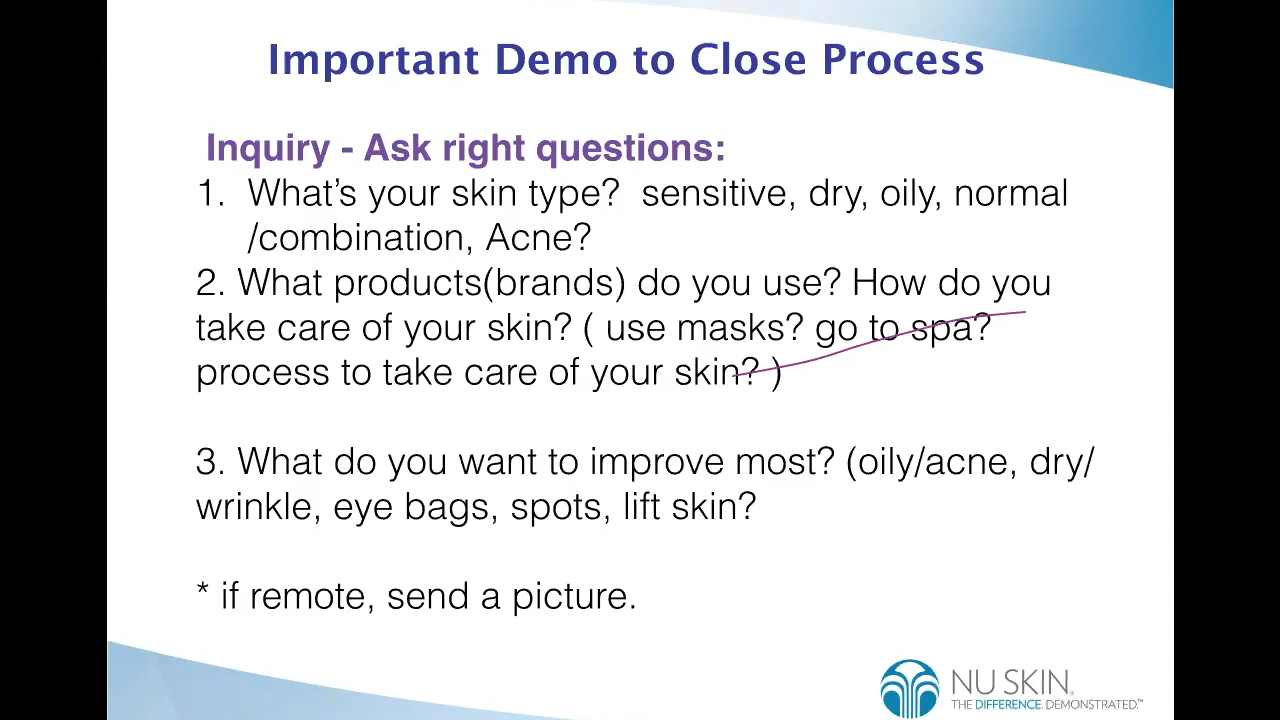 Important Demo to Close Process
Inquiry - Ask right questions:
1. What's your skin type?  sensitive, dry, oily, normal
/combination, Acne?
2. What products(brands) do you use? How do you
take care of your skin? ( use masks? go to spa?
process to take care of your skin? )
3. What do you want to improve most? (oily/acne, dry/
wrinkle, eye bags, spots, lift skin?
* if remote, send a picture.
NU SKIN®
THE DIFFERENCE. DEMONSTRATED.™